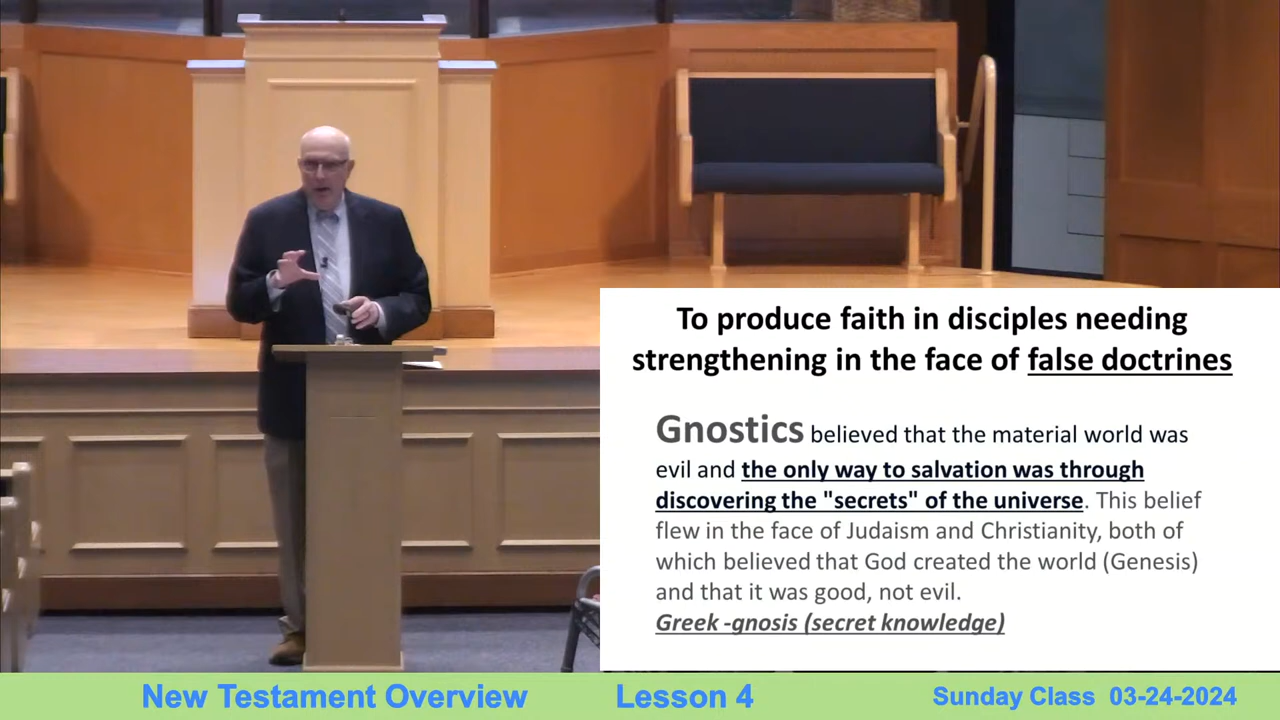 To produce faith in disciples needing
strengthening in the face of false doctrines
Gnostics believed that the material world was
evil and the only way to salvation was through
discovering the "secrets" of the universe. This belief
flew in the face of Judaism and Christianity, both of
which believed that God created the world (Genesis)
and that it was good, not evil.
Greek -gnosis (secret knowledge)
New Testament Overview Lesson 4 Sunday Class 03-24-2024